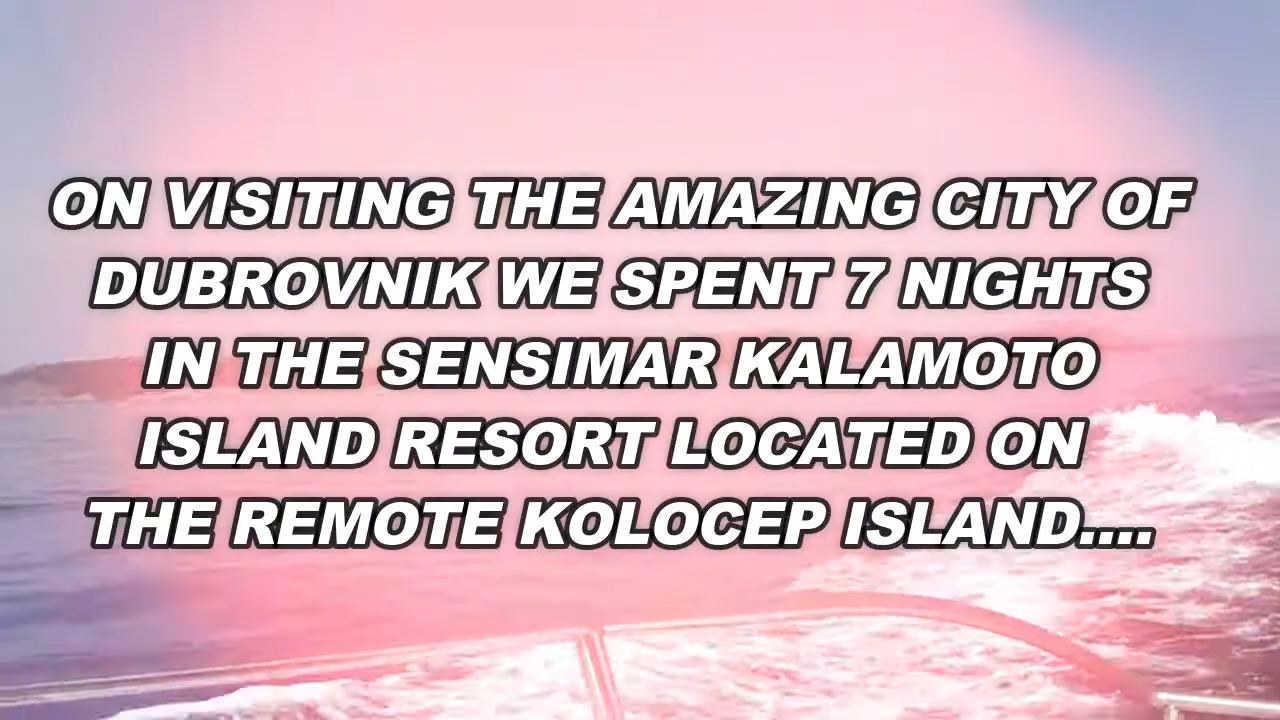 ON VISITING THE AMAZING CITY OF
DUBROVNIK WE SPENT 7 NIGHTS
IN THE SENSIMAR KALAMOTO
ISLAND RESORT LOCATED ON
THE REMOTE KOLOCEP ISLAND....